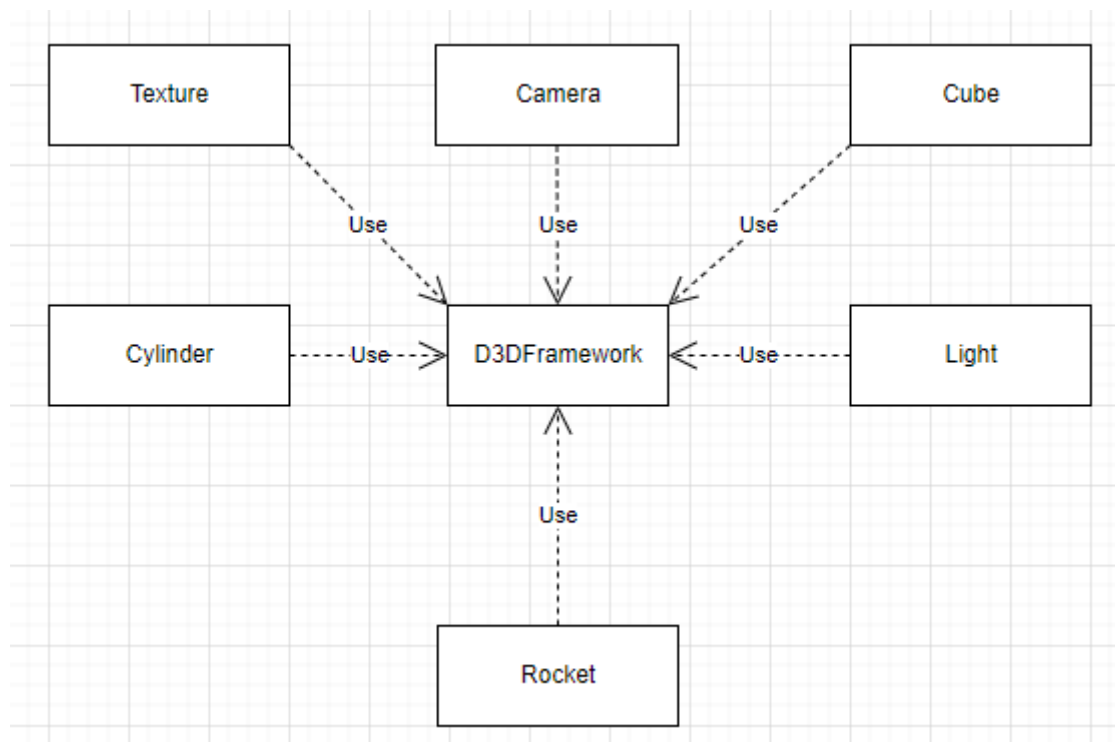 Texture
Camera
Cube
Use
Use
Use
Cylinder
Use
D3DFramework
Use
Light
Use
Rocket